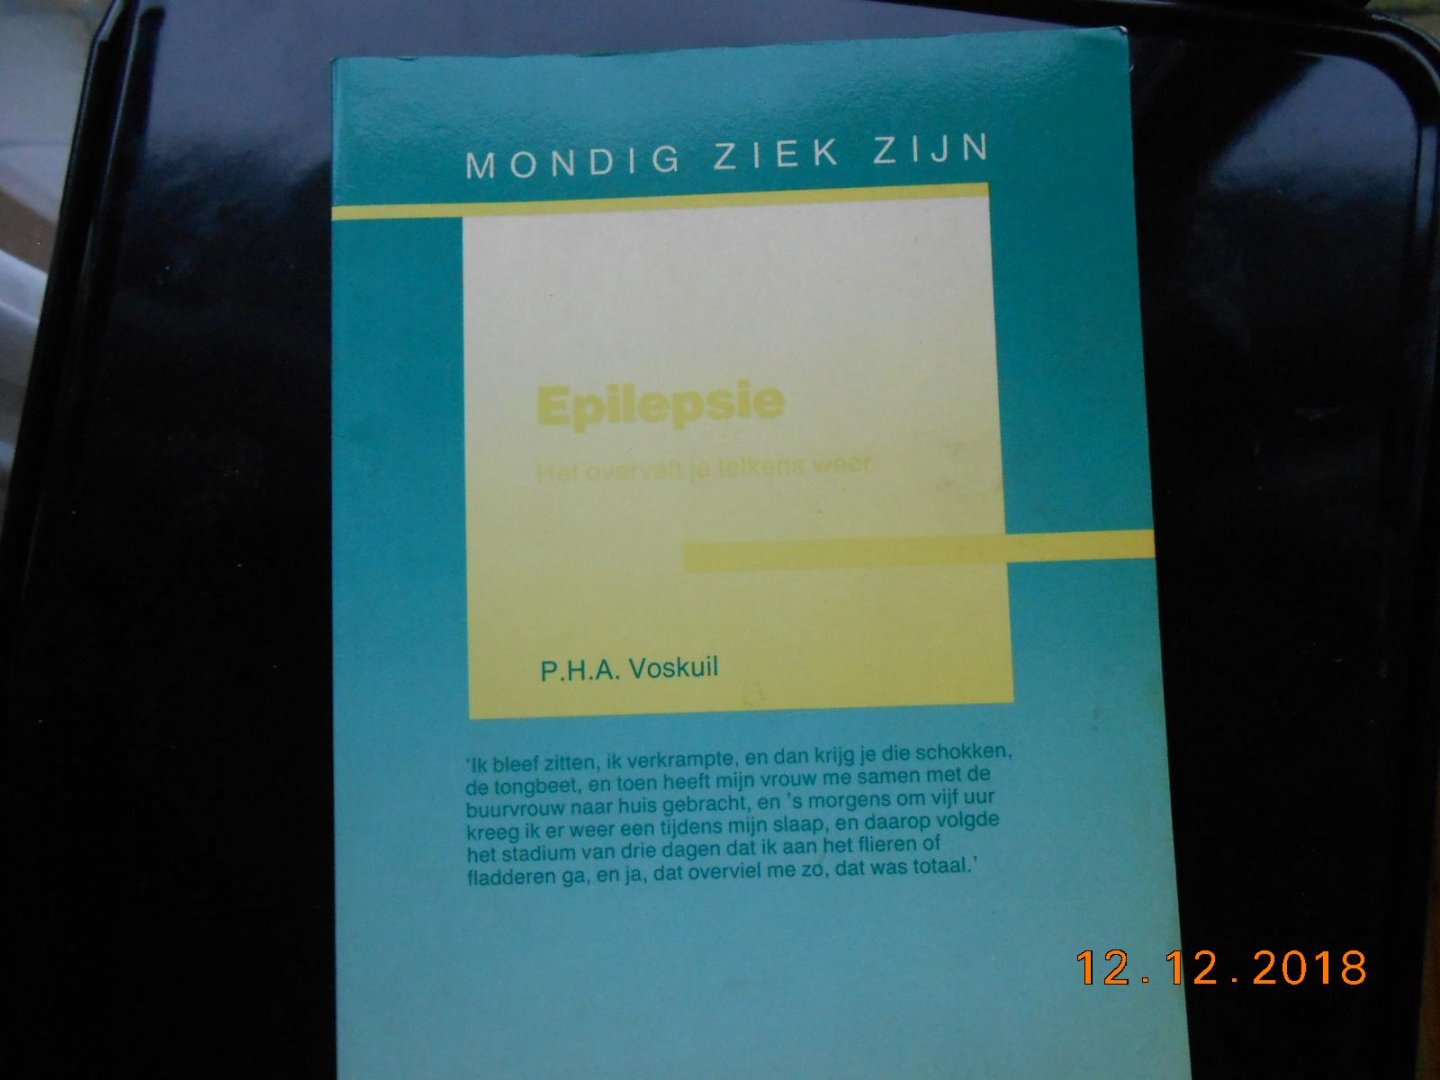 MONDIG ZIEK ZIJN
Epilepsie
Het overvalt je telkens weer
P.H.A. Voskuil
'Ik bleef zitten, ik verkrampte, en dan krijg je die schokken,
de tongbeet, en toen heeft mijn vrouw me samen met de
buurvrouw naar huis gebracht, en 's morgens om vijf uur
kreeg ik er weer een tijdens mijn slaap, en daarop volgde
het stadium van drie dagen dat ik aan het flieren of
fladderen ga, en ja, dat overviel me zo, dat was totaal.'
12.12.2018